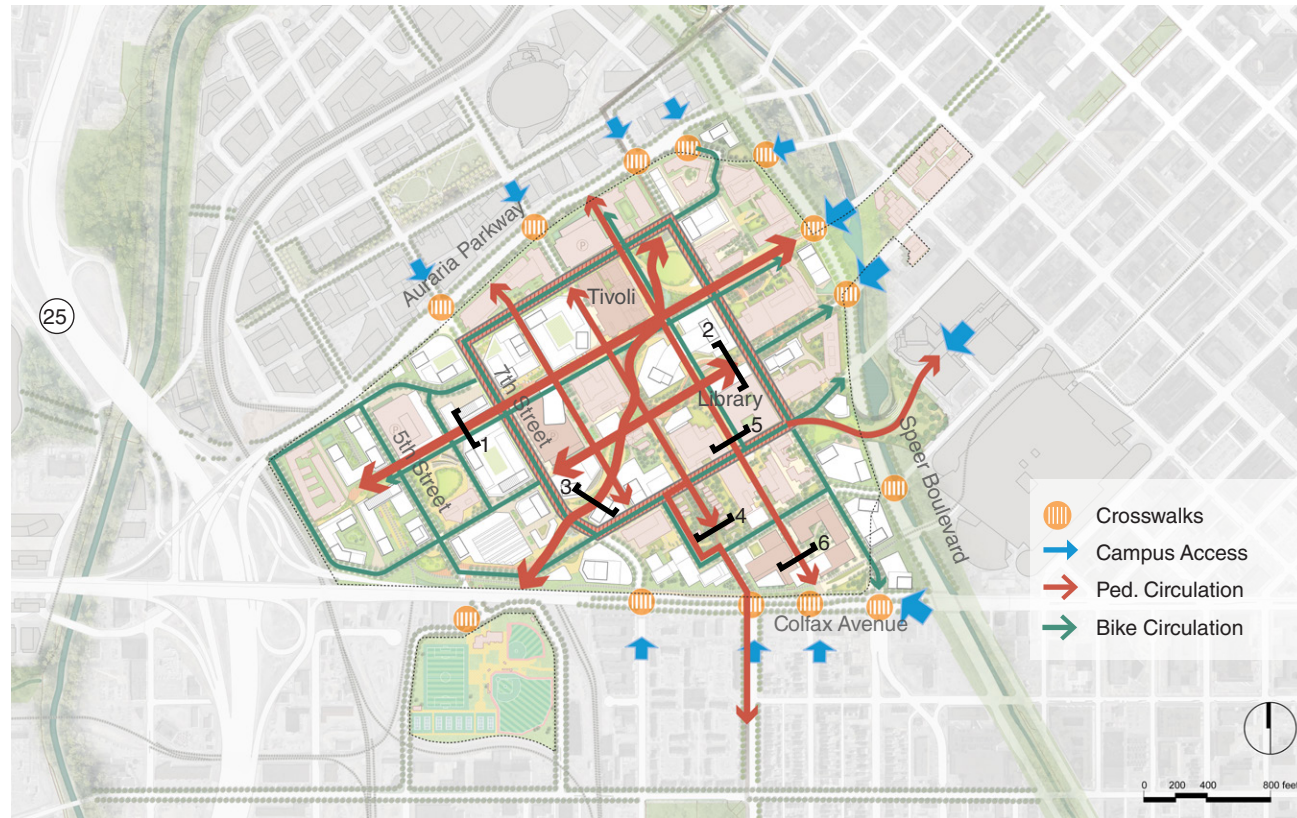 Auraria Parkway
25
Tivoli
2
7th Street
Library
5
1
5th Street
3
4
6
Speer Boulevard
Colfax Avenue
P
P
Crosswalks
Campus Access
Ped. Circulation
Bike Circulation
0 200 400 800 feet